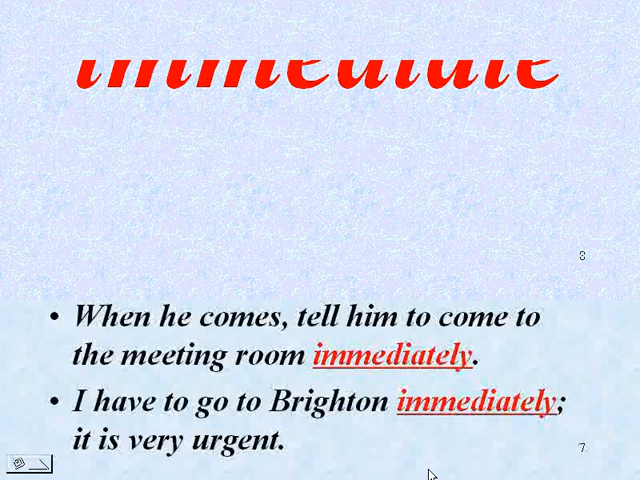 immediate
8
• When he comes, tell him to come to
the meeting room immediately.
• I have to go to Brighton immediately;
it is very urgent.
7